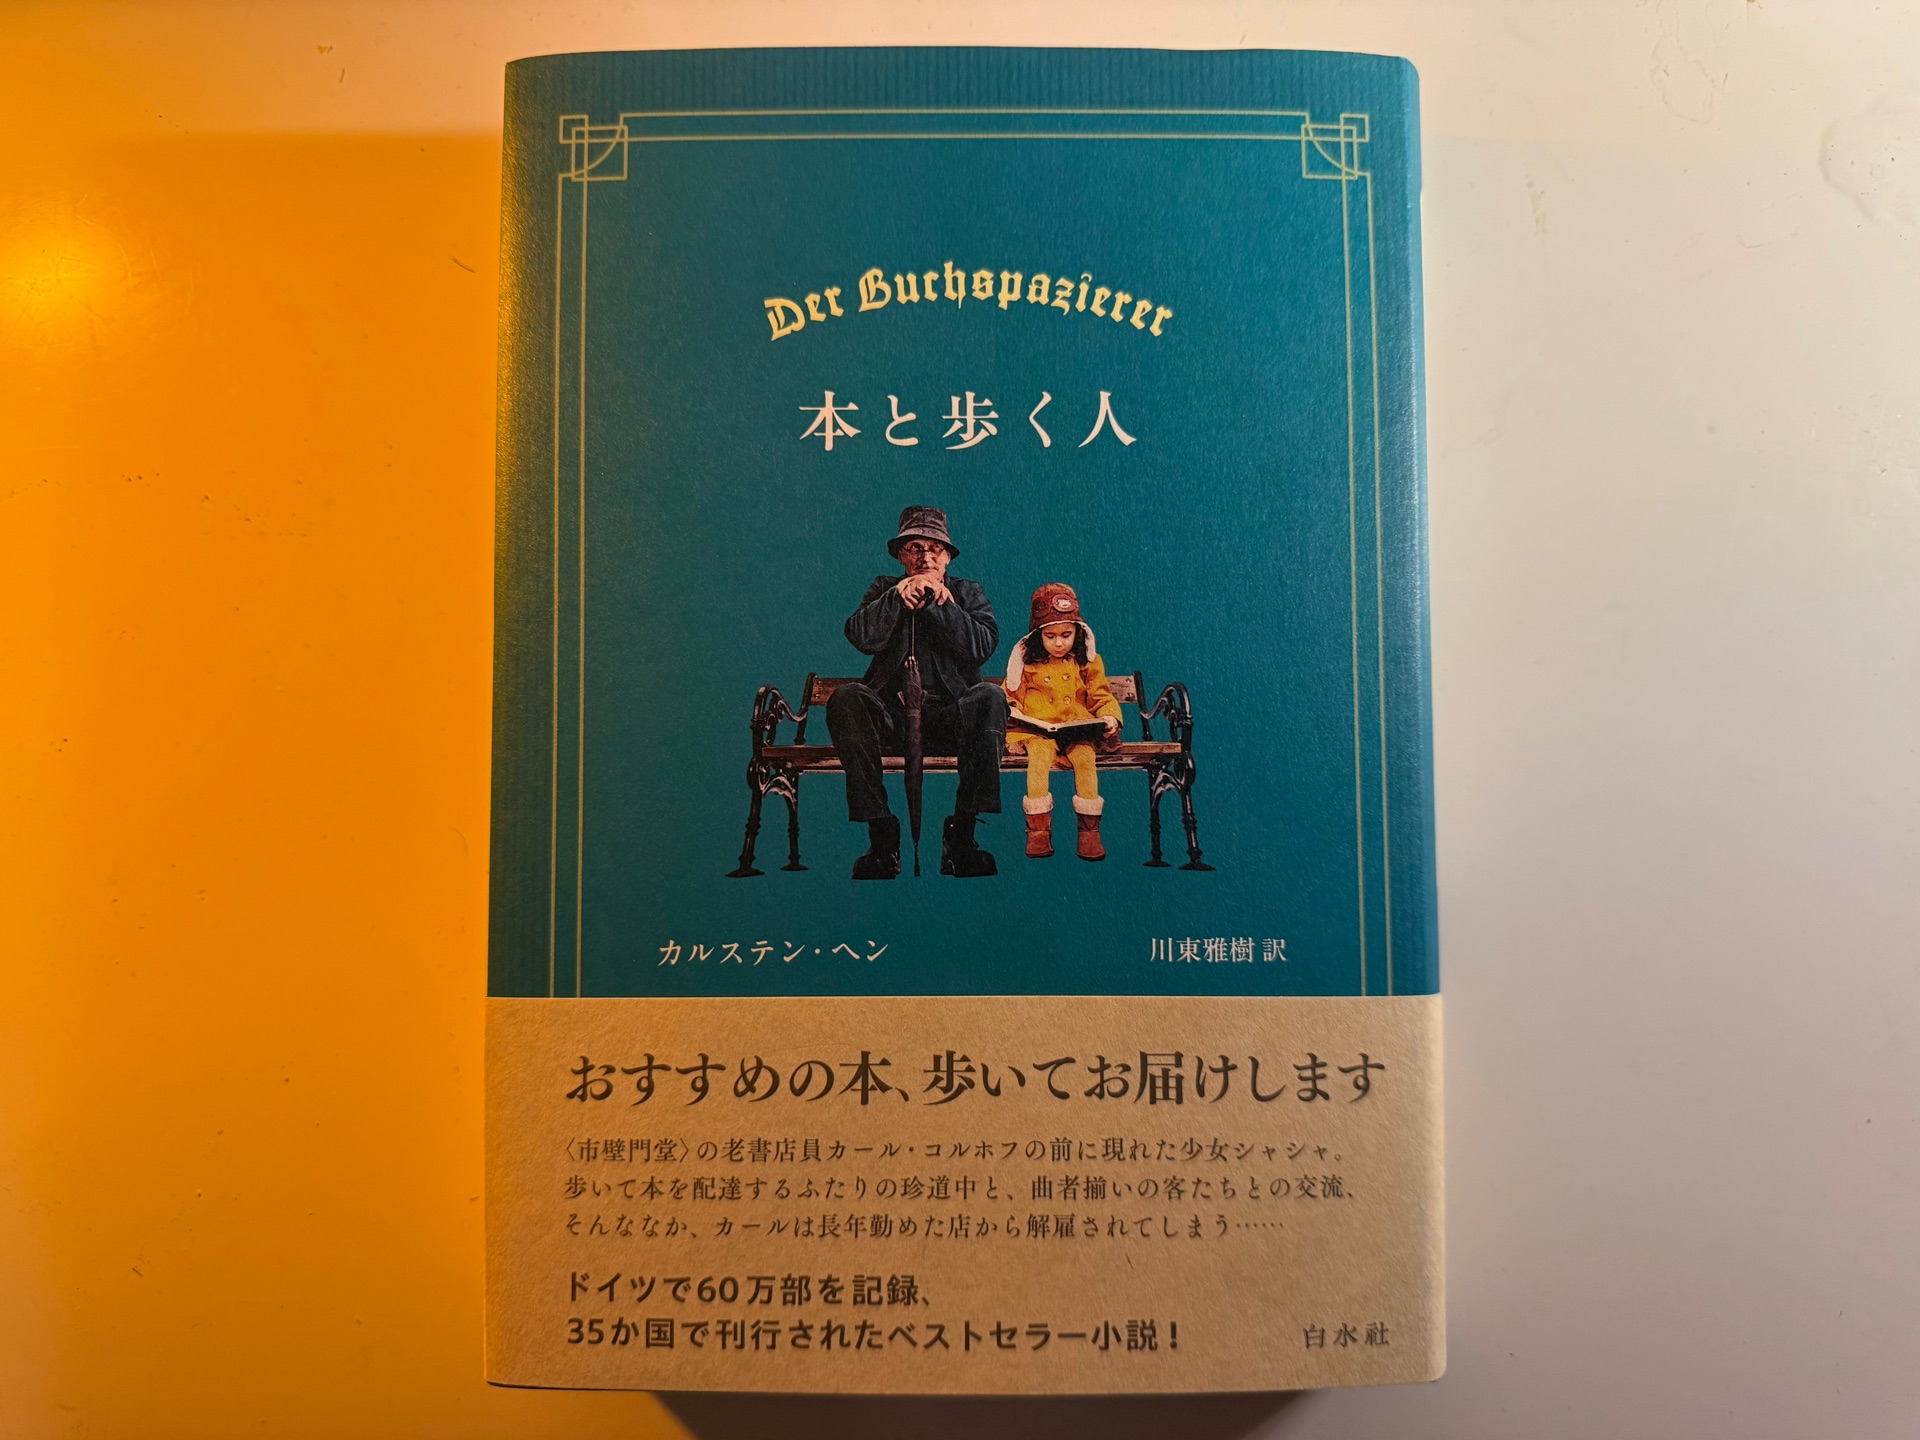 Der Buchspazierer
本と歩く人
カルステン・ヘン
川東雅樹 訳
おすすめの本、歩いてお届けします
〈市壁門堂〉の老書店員カール・コルホフの前に現れた少女シャシャ。
歩いて本を配達するふたりの珍道中と、曲者揃いの客たちとの交流、
そんななか、カールは長年勤めた店から解雇されてしまう……
ドイツで60万部を記録、
35か国で刊行されたベストセラー小説！
白水社